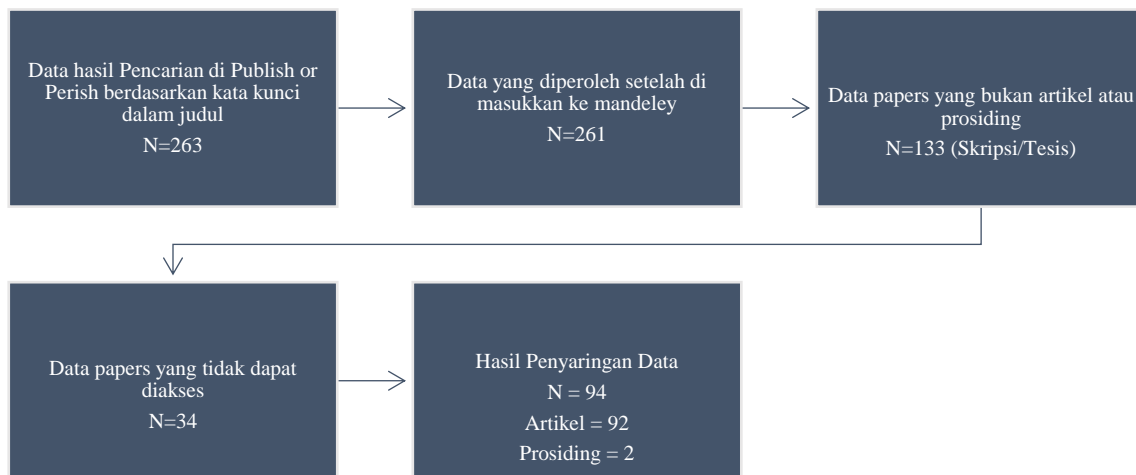 Data hasil Pencarian di Publish or
Perish berdasarkan kata kunci
dalam judul
N=263
Data yang diperoleh setelah di
masukkan ke mandeley
N=261
Data papers yang bukan artikel atau
prosiding
N=133 (Skripsi/Tesis)
Data papers yang tidak dapat
diakses
N=34
Hasil Penyaringan Data
N = 94
Artikel = 92
Prosiding = 2